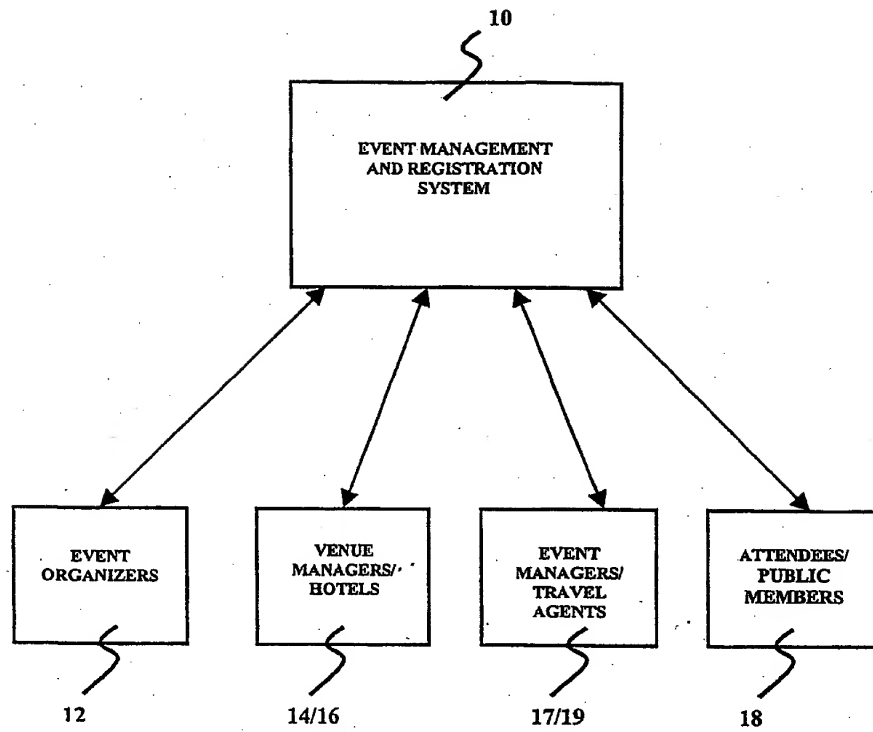 10
EVENT MANAGEMENT
AND REGISTRATION
SYSTEM
EVENT
ORGANIZERS
VENUE
MANAGERS/
HOTELS
EVENT
MANAGERS/
TRAVEL
AGENTS
ATTENDEES/
PUBLIC
MEMBERS
12
14/16
17/19
18